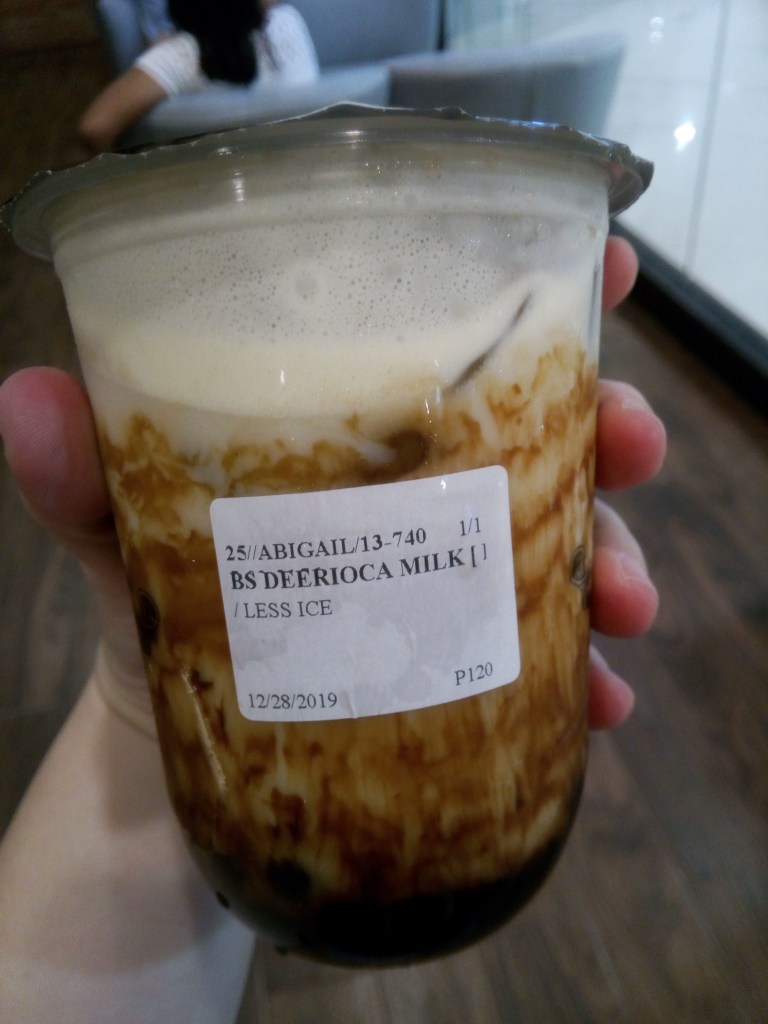 25//ABIGAIL/13-740 1/1
BS DEERIOCA MILK [ ]
/ LESS ICE
P120
12/28/2019